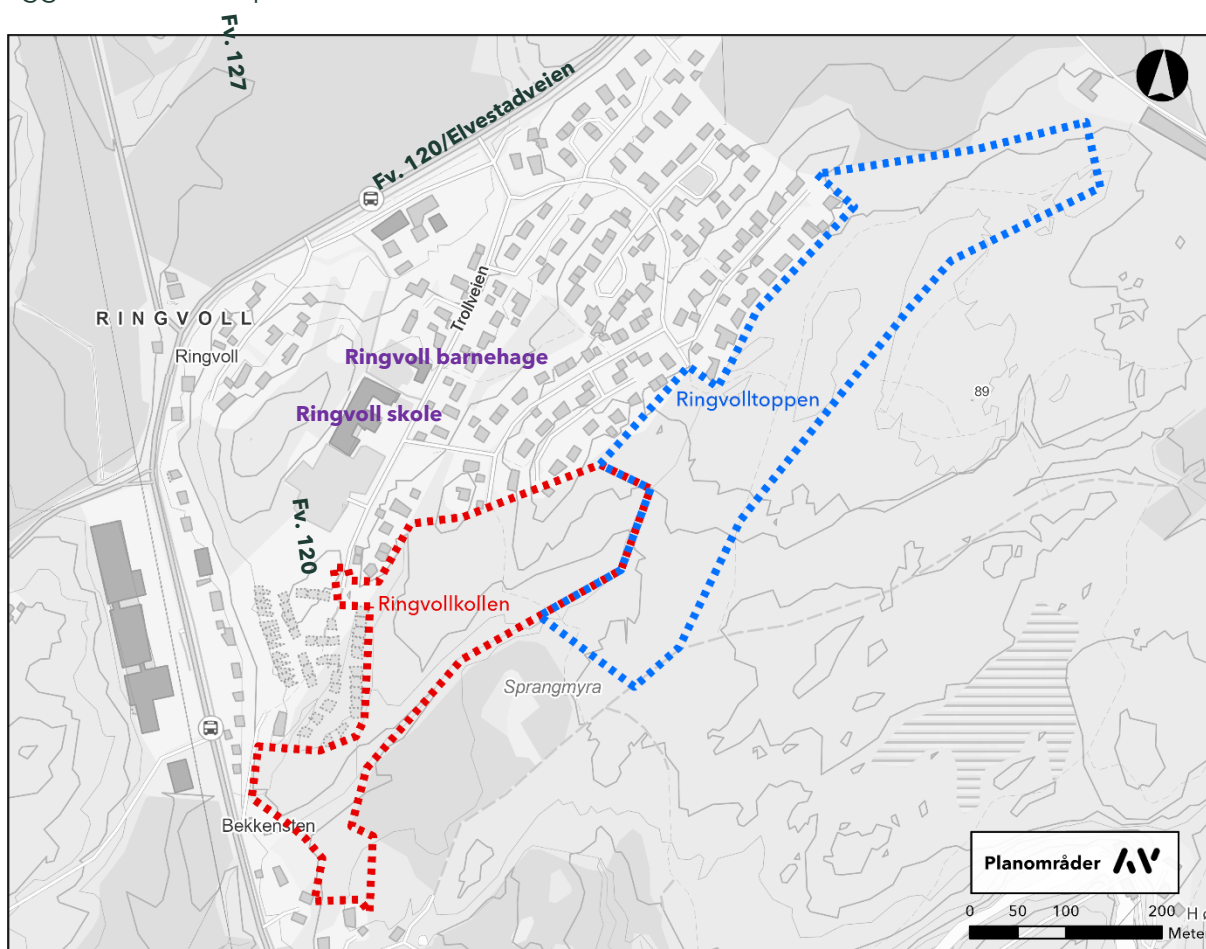 Fv. 127
Fv. 120/Elvestadveien
RINGVOLL
Ringvoll
Trollveien
Ringvoll barnehage
Ringvoll skole
Ringvolltoppen
89
Fv. 120
Ringvollkollen
Sprangmyra
Bekkensten
Planområder
0 50 100 200
Meter